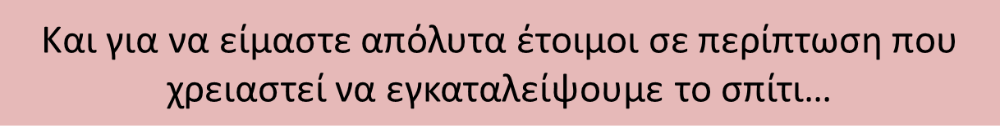 Και για να είμαστε απόλυτα έτοιμοι σε περίπτωση που
χρειαστεί να εγκαταλείψουμε το σπίτι...